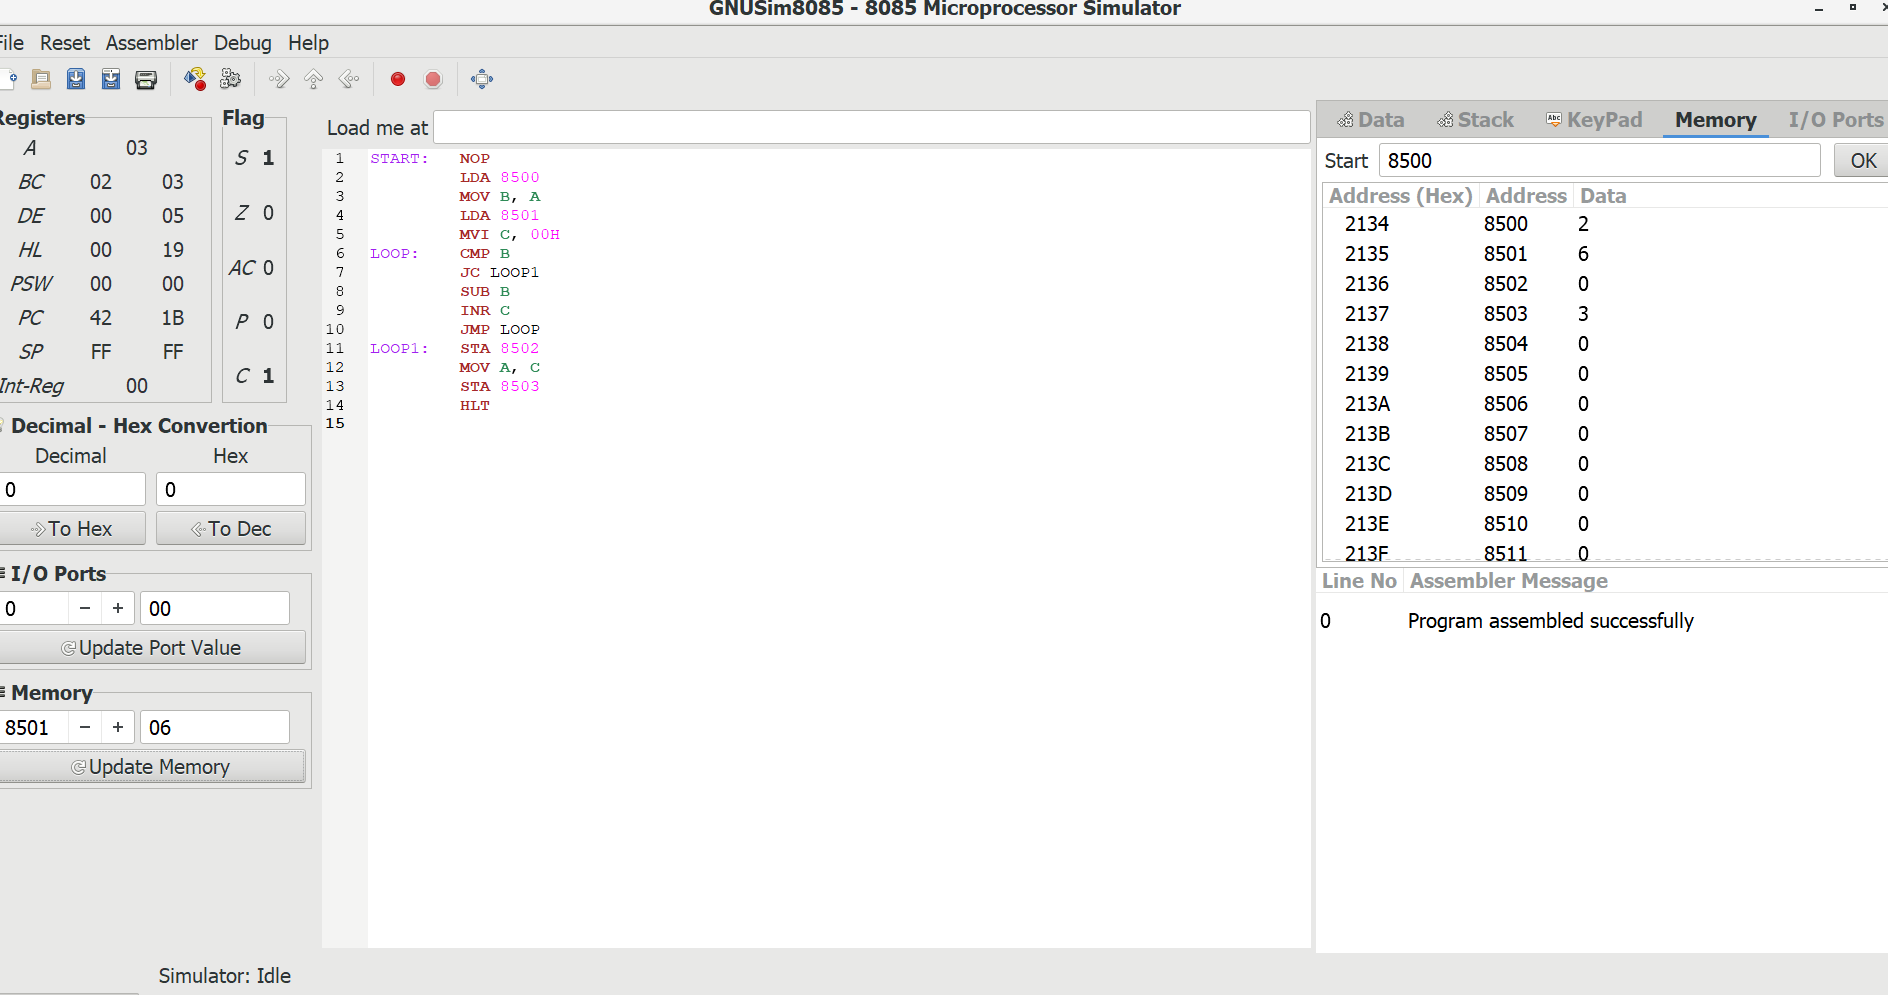 GNUSim8085 - 8085 Microprocessor Simulator
File Reset Assembler Debug Help
Registers
A 03
BC 02 03
DE 00 05
HL 00 19
PSW 00 00
PC 42 1B
SP FF FF
Int-Reg 00
Flag
S 1
Z 0
AC 0
P 0
C 1
Decimal - Hex Convertion
Decimal Hex
0 0
To Hex To Dec
I/O Ports
0 − + 00
Update Port Value
Memory
8501 − + 06
Update Memory
Load me at
1 START: NOP
2 LDA 8500
3 MOV B, A
4 LDA 8501
5 MVI C, 00H
6 LOOP: CMP B
7 JC LOOP1
8 SUB B
9 INR C
10 JMP LOOP
11 LOOP1: STA 8502
12 MOV A, C
13 STA 8503
14 HLT
15
Data Stack Abc KeyPad Memory I/O Ports
Start 8500 OK
Address (Hex) Address Data
2134 8500 2
2135 8501 6
2136 8502 0
2137 8503 3
2138 8504 0
2139 8505 0
213A 8506 0
213B 8507 0
213C 8508 0
213D 8509 0
213E 8510 0
213F 8511 0
Line No Assembler Message
0 Program assembled successfully
Simulator: Idle